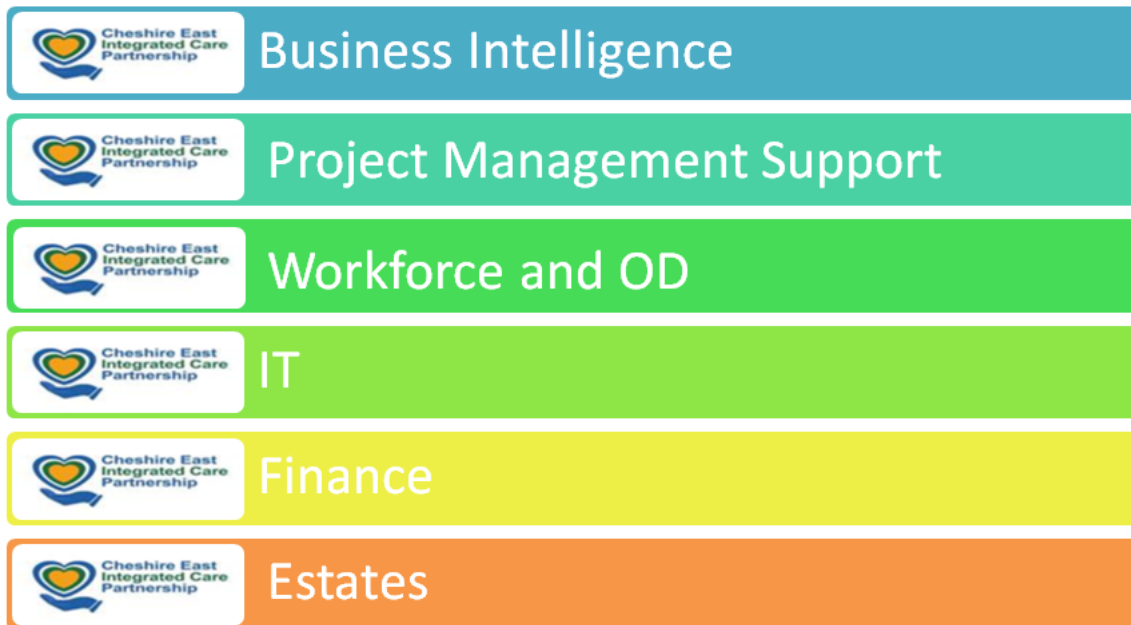 Cheshire East
Integrated Care
Partnership
Business Intelligence
Cheshire East
Integrated Care
Partnership
Project Management Support
Cheshire East
Integrated Care
Partnership
Workforce and OD
Cheshire East
Integrated Care
Partnership
IT
Cheshire East
Integrated Care
Partnership
Finance
Cheshire East
Integrated Care
Partnership
Estates